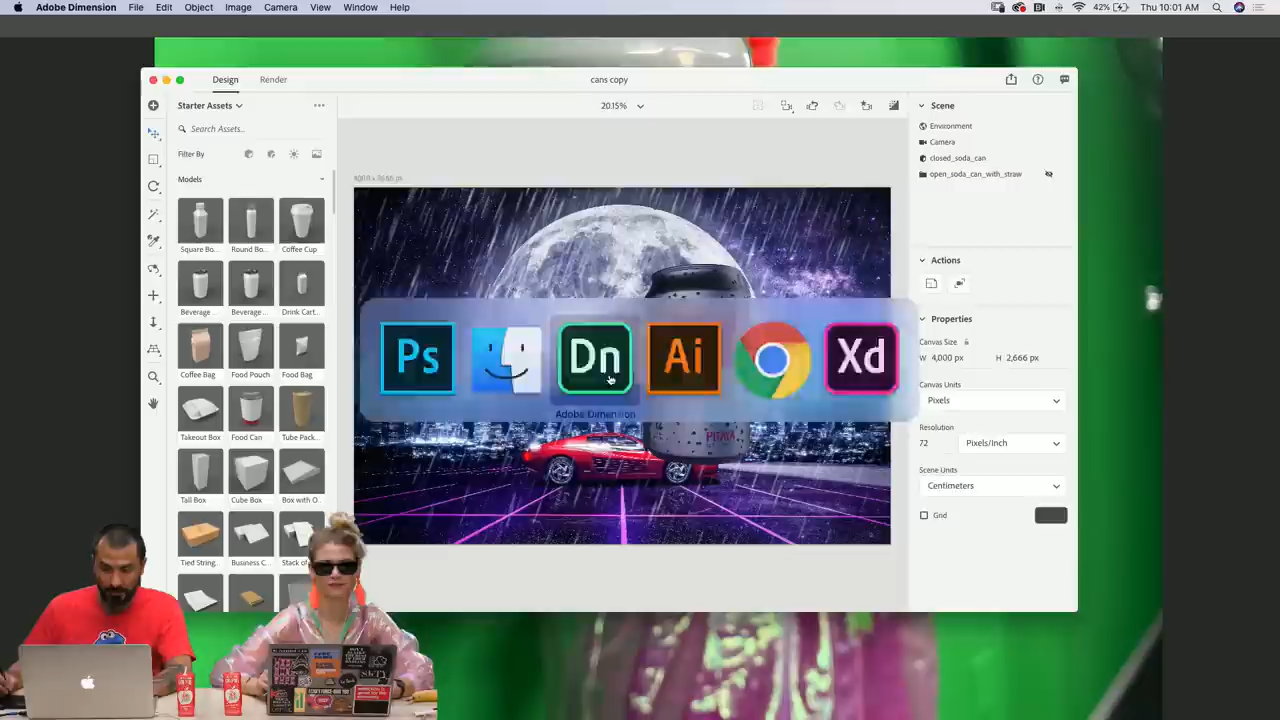 Adobe Dimension File Edit Object Image Camera View Window Help
42% Thu 10:01 AM
Design Render cans copy
Starter Assets
20.15%
Search Assets...
Filter By
Models
Square Bo...
Round Bo...
Coffee Cup
Beverage ...
Beverage ...
Drink Cart...
Coffee Bag
Food Pouch
Food Bag
Takeout Box
Food Can
Tube Pack...
Tall Box
Cube Box
Box with O...
Tied String...
Business C...
Stack of
Ps
Dn
Ai
Xd
Adobe Dimension
PITAYA
Scene
Environment
Camera
closed_soda_can
open_soda_can_with_straw
Actions
Properties
Canvas Size
W 4,000 px H 2,666 px
Canvas Units
Pixels
Resolution
72 Pixels/Inch
Scene Units
Centimeters
Grid